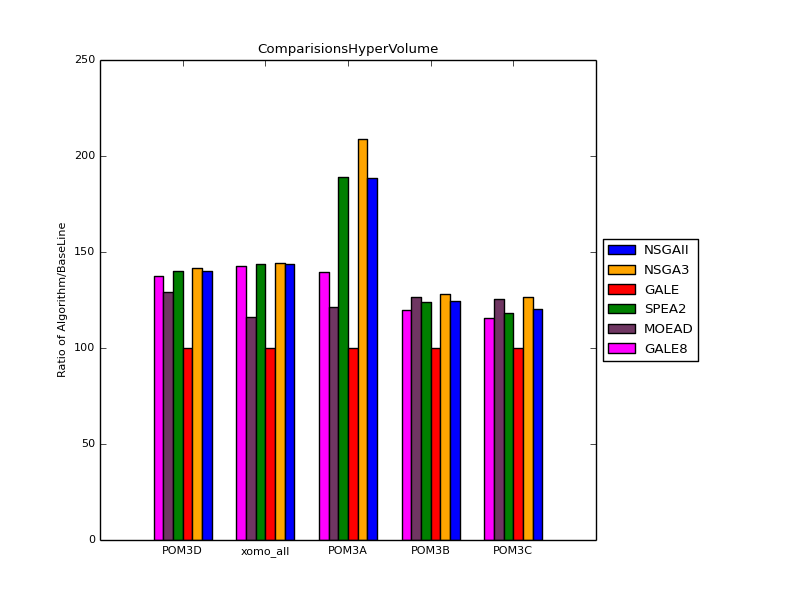 ComparisionsHyperVolume
Ratio of Algorithm/BaseLine
250
200
150
100
50
0
POM3D xomo_all POM3A POM3B POM3C
NSGAII
NSGA3
GALE
SPEA2
MOEAD
GALE8